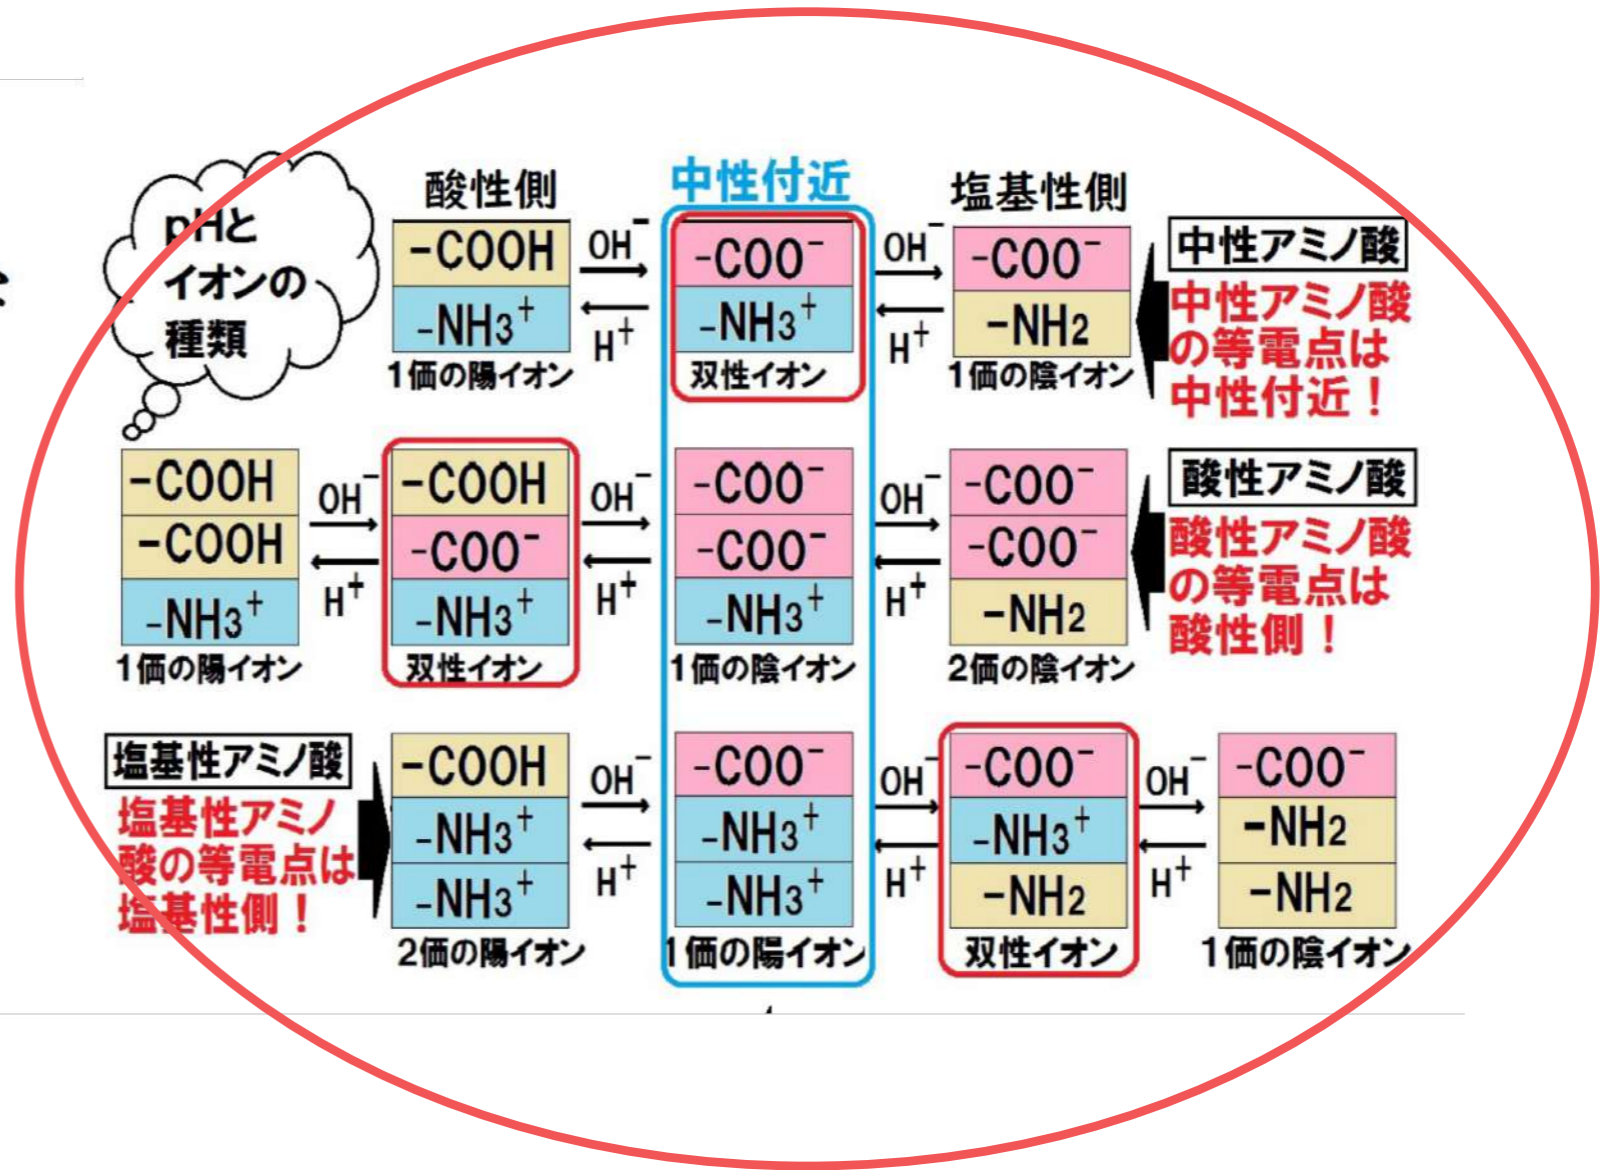 pHと
イオンの
種類
酸性側
中性付近
塩基性側
-COOH
-NH3+
1価の陽イオン
OH-
H+
-COO-
-NH3+
双性イオン
OH-
H+
-COO-
-NH2
1価の陰イオン
中性アミノ酸
中性アミノ酸
の等電点は
中性付近!
-COOH
-COOH
-NH3+
1価の陽イオン
OH-
H+
-COOH
-COO-
-NH3+
双性イオン
OH-
H+
-COO-
-COO-
-NH3+
1価の陰イオン
OH-
H+
-COO-
-COO-
-NH2
2価の陰イオン
酸性アミノ酸
酸性アミノ酸
の等電点は
酸性側!
塩基性アミノ酸
塩基性アミノ
酸の等電点は
塩基性側!
-COOH
-NH3+
-NH3+
2価の陽イオン
OH-
H+
-COO-
-NH3+
-NH3+
1価の陽イオン
OH-
H+
-COO-
-NH3+
-NH2
双性イオン
OH-
H+
-COO-
-NH2
-NH2
1価の陰イオン